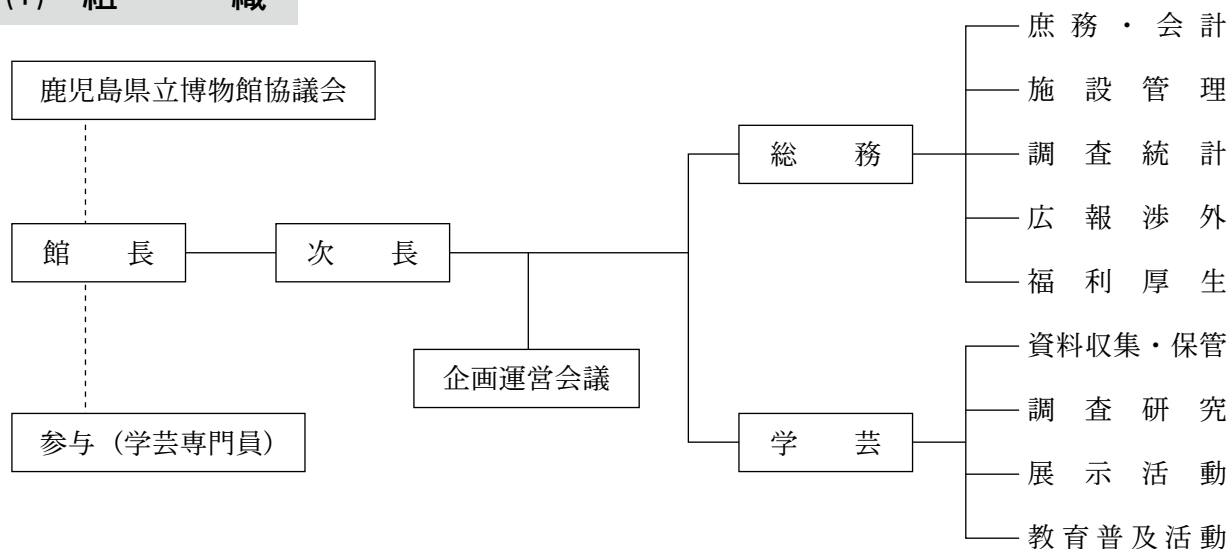 組　　織
鹿児島県立博物館協議会
館　長
次　長
企画運営会議
参与（学芸専門員）
総　務
庶務・会計
施設管理
調査統計
広報渉外
福利厚生
学　芸
資料収集・保管
調査研究
展示活動
教育普及活動